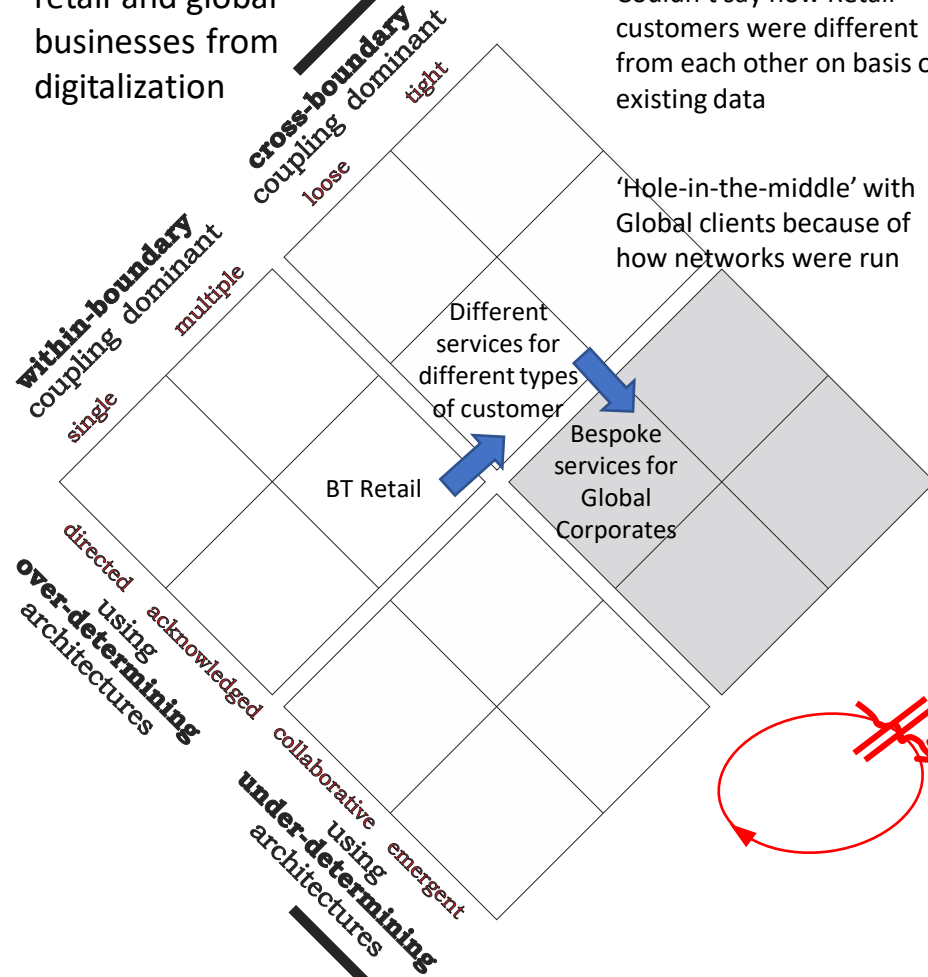 retail and global
businesses from
digitalization
customers were different
from each other on basis o
existing data
'Hole-in-the-middle' with
Global clients because of
how networks were run
cross-boundary
coupling dominant
loose
tight
within-boundary
coupling dominant
single
multiple
Different
services for
different types
of customer
BT Retail
Bespoke
services for
Global
Corporates
directed
acknowledged
collaborative
emergent
over-determining
using
architectures
under-determining
using
architectures